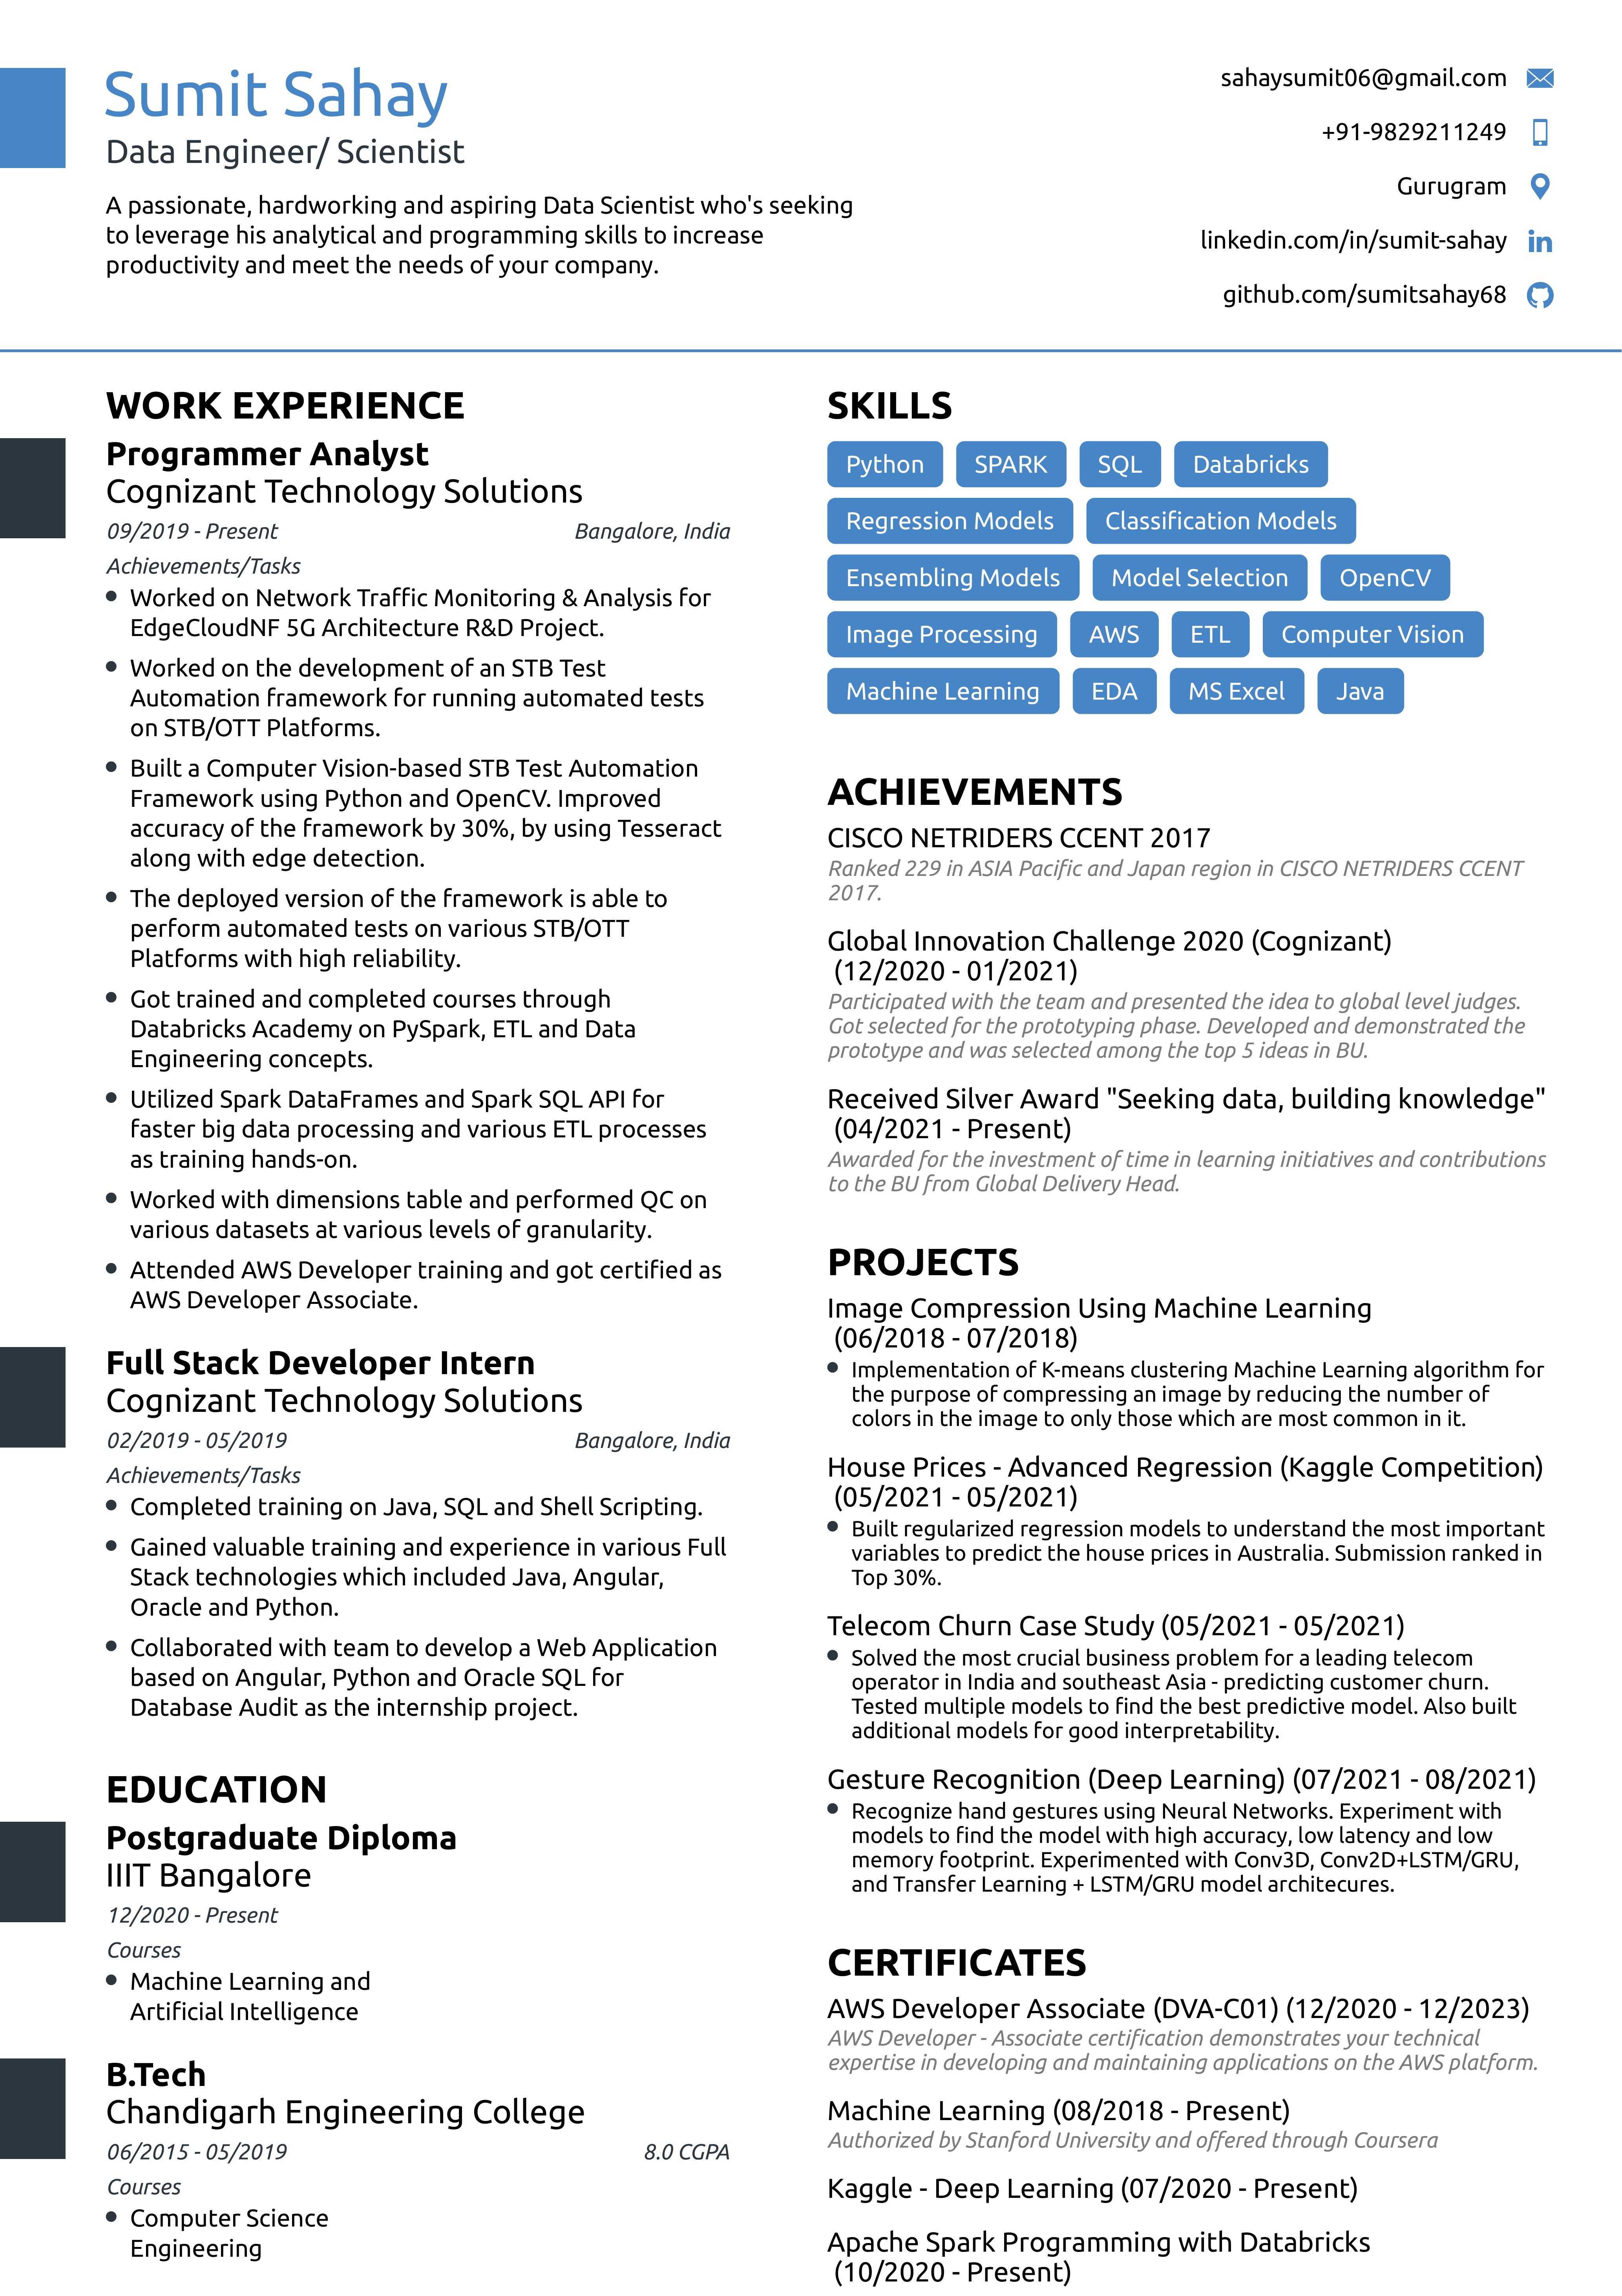 Sumit Sahay
Data Engineer/ Scientist
A passionate, hardworking and aspiring Data Scientist who's seeking
to leverage his analytical and programming skills to increase
productivity and meet the needs of your company.
sahaysumit06@gmail.com
+91-9829211249
Gurugram
linkedin.com/in/sumit-sahay
github.com/sumitsahay68
WORK EXPERIENCE
Programmer Analyst
Cognizant Technology Solutions
09/2019 - Present Bangalore, India
Achievements/Tasks
• Worked on Network Traffic Monitoring & Analysis for
EdgeCloudNF 5G Architecture R&D Project.
• Worked on the development of an STB Test
Automation framework for running automated tests
on STB/OTT Platforms.
• Built a Computer Vision-based STB Test Automation
Framework using Python and OpenCV. Improved
accuracy of the framework by 30%, by using Tesseract
along with edge detection.
• The deployed version of the framework is able to
perform automated tests on various STB/OTT
Platforms with high reliability.
• Got trained and completed courses through
Databricks Academy on PySpark, ETL and Data
Engineering concepts.
• Utilized Spark DataFrames and Spark SQL API for
faster big data processing and various ETL processes
as training hands-on.
• Worked with dimensions table and performed QC on
various datasets at various levels of granularity.
• Attended AWS Developer training and got certified as
AWS Developer Associate.
Full Stack Developer Intern
Cognizant Technology Solutions
02/2019 - 05/2019 Bangalore, India
Achievements/Tasks
• Completed training on Java, SQL and Shell Scripting.
• Gained valuable training and experience in various Full
Stack technologies which included Java, Angular,
Oracle and Python.
• Collaborated with team to develop a Web Application
based on Angular, Python and Oracle SQL for
Database Audit as the internship project.
EDUCATION
Postgraduate Diploma
IIIT Bangalore
12/2020 - Present
Courses
• Machine Learning and
Artificial Intelligence
B.Tech
Chandigarh Engineering College
06/2015 - 05/2019 8.0 CGPA
Courses
• Computer Science
Engineering
SKILLS
Python SPARK SQL Databricks
Regression Models Classification Models
Ensembling Models Model Selection OpenCV
Image Processing AWS ETL Computer Vision
Machine Learning EDA MS Excel Java
ACHIEVEMENTS
CISCO NETRIDERS CCENT 2017
Ranked 229 in ASIA Pacific and Japan region in CISCO NETRIDERS CCENT
2017.
Global Innovation Challenge 2020 (Cognizant)
(12/2020 - 01/2021)
Participated with the team and presented the idea to global level judges.
Got selected for the prototyping phase. Developed and demonstrated the
prototype and was selected among the top 5 ideas in BU.
Received Silver Award "Seeking data, building knowledge"
(04/2021 - Present)
Awarded for the investment of time in learning initiatives and contributions
to the BU from Global Delivery Head.
PROJECTS
Image Compression Using Machine Learning
(06/2018 - 07/2018)
• Implementation of K-means clustering Machine Learning algorithm for
the purpose of compressing an image by reducing the number of
colors in the image to only those which are most common in it.
House Prices - Advanced Regression (Kaggle Competition)
(05/2021 - 05/2021)
• Built regularized regression models to understand the most important
variables to predict the house prices in Australia. Submission ranked in
Top 30%.
Telecom Churn Case Study (05/2021 - 05/2021)
• Solved the most crucial business problem for a leading telecom
operator in India and southeast Asia - predicting customer churn.
Tested multiple models to find the best predictive model. Also built
additional models for good interpretability.
Gesture Recognition (Deep Learning) (07/2021 - 08/2021)
• Recognize hand gestures using Neural Networks. Experiment with
models to find the model with high accuracy, low latency and low
memory footprint. Experimented with Conv3D, Conv2D+LSTM/GRU,
and Transfer Learning + LSTM/GRU model architecures.
CERTIFICATES
AWS Developer Associate (DVA-C01) (12/2020 - 12/2023)
AWS Developer - Associate certification demonstrates your technical
expertise in developing and maintaining applications on the AWS platform.
Machine Learning (08/2018 - Present)
Authorized by Stanford University and offered through Coursera
Kaggle - Deep Learning (07/2020 - Present)
Apache Spark Programming with Databricks
(10/2020 - Present)